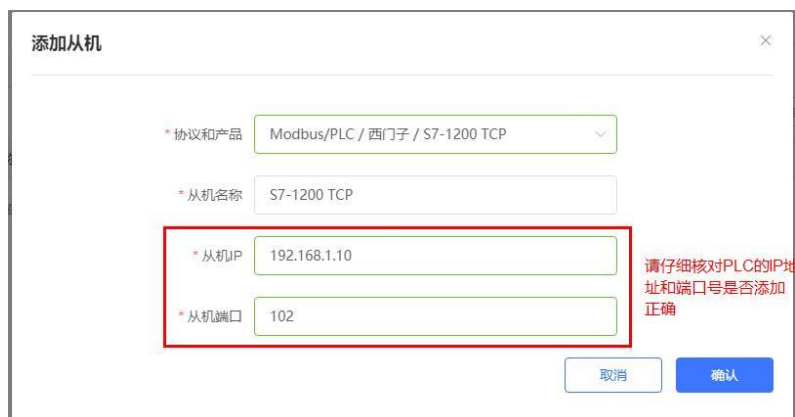 添加从机
* 协议和产品 Modbus/PLC / 西门子 / S7-1200 TCP
* 从机名称 S7-1200 TCP
* 从机IP 192.168.1.10
* 从机端口 102
请仔细核对PLC的IP地
址和端口号是否添加
正确
取消 确认